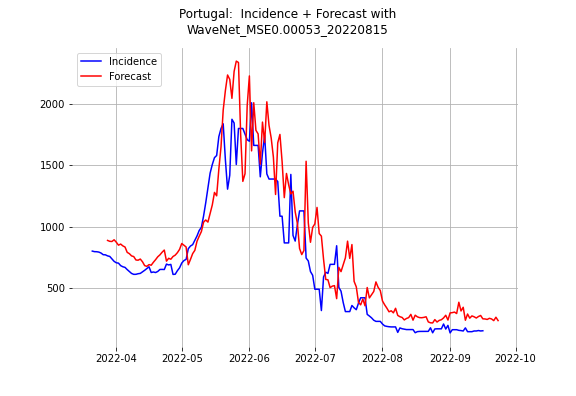 Portugal:  Incidence + Forecast with
WaveNet_MSE0.00053_20220815
Incidence
Forecast
2000
1500
1000
500
2022-04 2022-05 2022-06 2022-07 2022-08 2022-09 2022-10